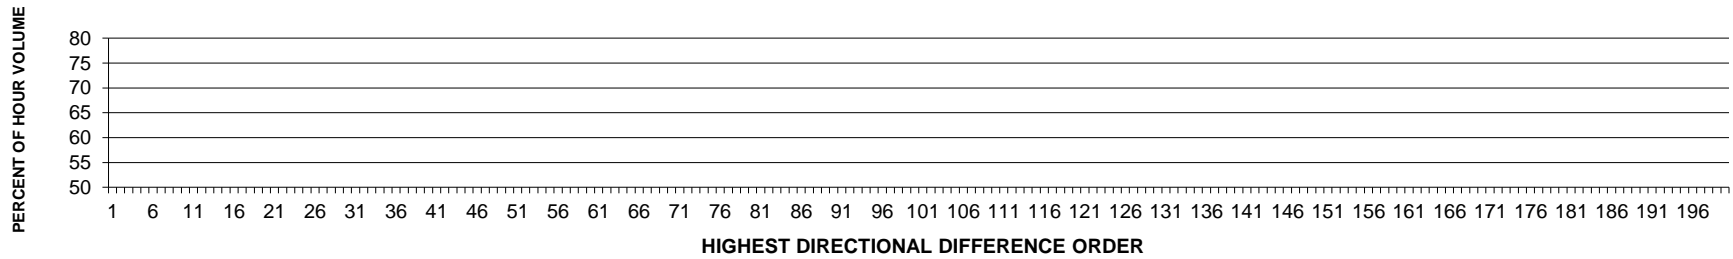 PERCENT OF HOUR VOLUME
80
75
70
65
60
55
50
1 6 11 16 21 26 31 36 41 46 51 56 61 66 71 76 81 86 91 96 101 106 111 116 121 126 131 136 141 146 151 156 161 166 171 176 181 186 191 196
HIGHEST DIRECTIONAL DIFFERENCE ORDER